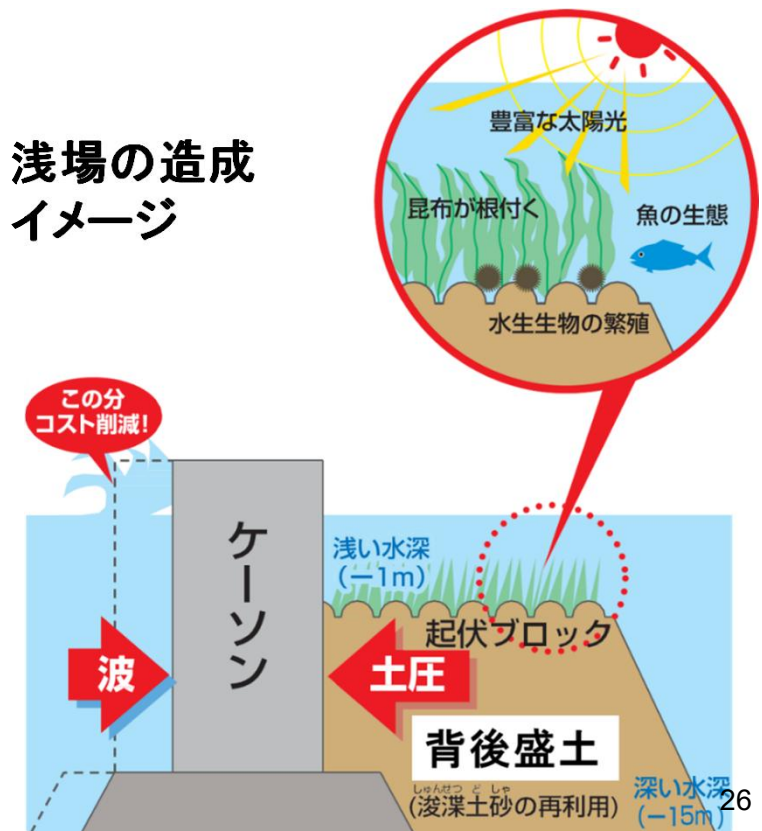 浅場の造成
イメージ
豊富な太陽光
昆布が根付く
魚の生態
水生生物の繁殖
この分
コスト削減!
ケーソン
浅い水深
(−1m)
起伏ブロック
波
土圧
背後盛土
しゅんせつ ど しゃ
(浚渫土砂の再利用)
深い水深
(−15m)
26